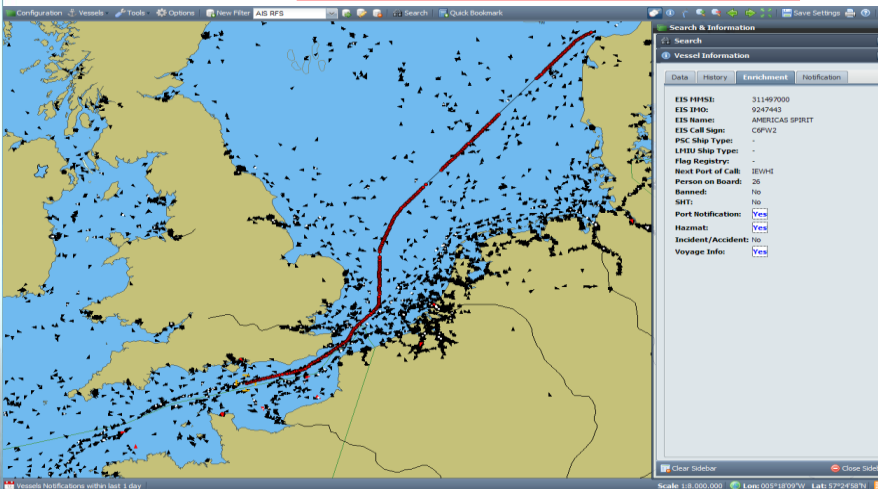 Configuration Vessels Tools Options New Filter AIS RFS Search Quick Bookmark Save Settings
Search & Information
Search
Vessel Information
Data History Enrichment Notification
EIS MMSI: 311497000
EIS IMO: 9247443
EIS Name: AMERICAS SPIRIT
EIS Call Sign: C6PW2
PSC Ship Type: -
LMIU Ship Type: -
Flag Registry: -
Next Port of Call: IEWHI
Person on Board: 26
Banned: No
SHT: No
Port Notification: Yes
Hazmat: Yes
Incident/Accident: No
Voyage Info: Yes
Clear Sidebar Close Sidel
Vessels Notifications within last 1 day Scale 1:8.000.000 Lon: 005°18'09"W Lat: 57°24'58"N